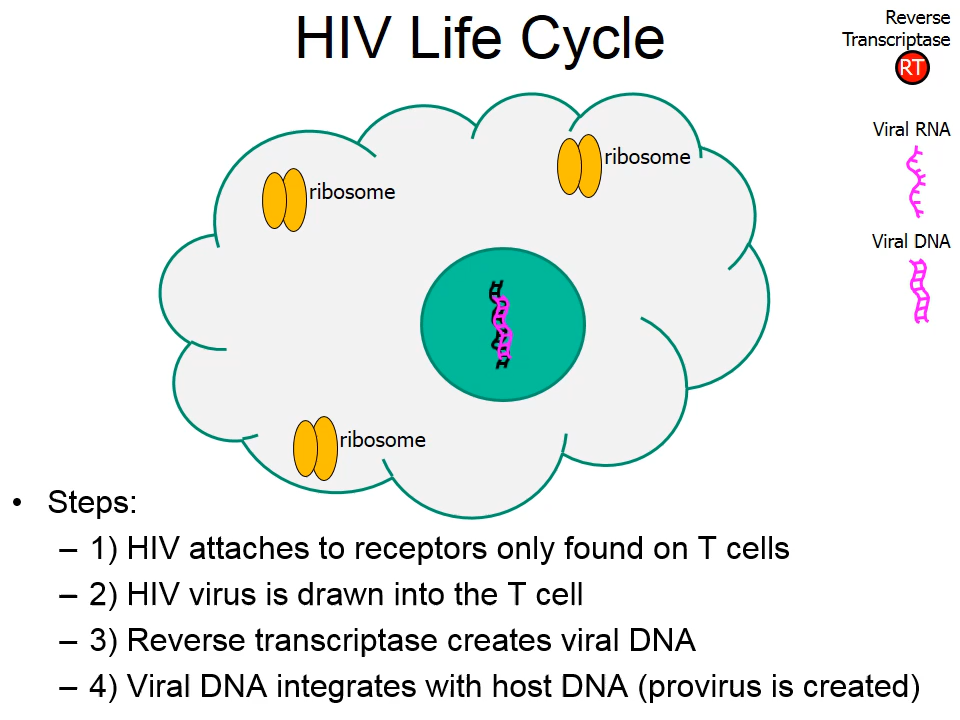 HIV Life Cycle
Reverse
Transcriptase
RT
Viral RNA
Viral DNA
ribosome
ribosome
ribosome
• Steps:
– 1) HIV attaches to receptors only found on T cells
– 2) HIV virus is drawn into the T cell
– 3) Reverse transcriptase creates viral DNA
– 4) Viral DNA integrates with host DNA (provirus is created)